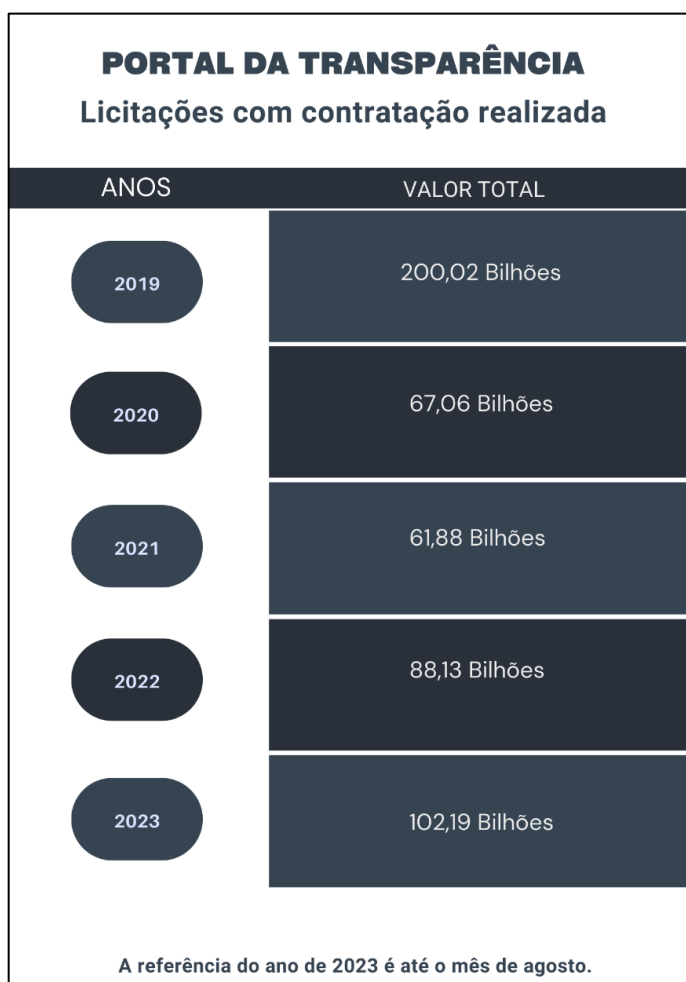 PORTAL DA TRANSPARÊNCIA
Licitações com contratação realizada
ANOS VALOR TOTAL
2019 200,02 Bilhões
2020 67,06 Bilhões
2021 61,88 Bilhões
2022 88,13 Bilhões
2023 102,19 Bilhões
A referência do ano de 2023 é até o mês de agosto.